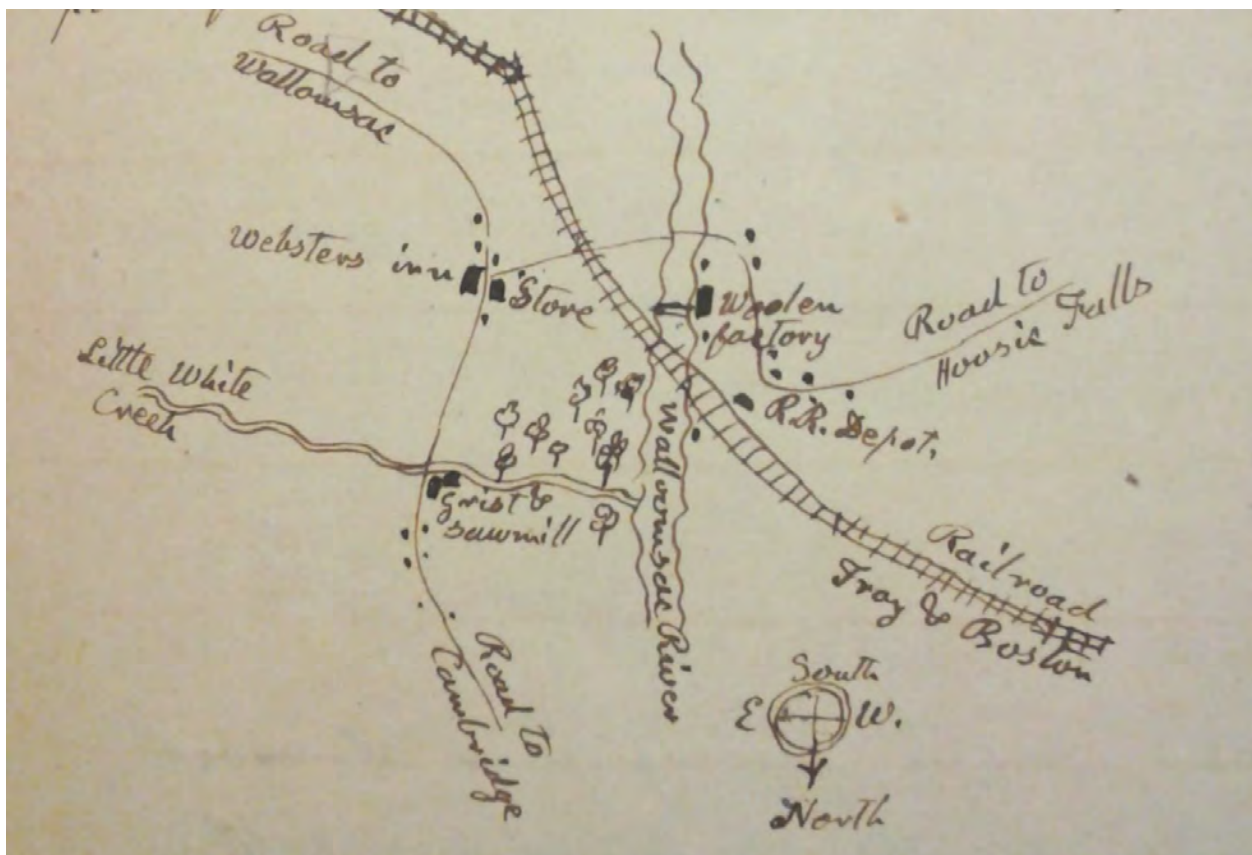 Road to
Walloomsac
Websters inn
Store
Woolen
factory
Road to
Hoosic Falls
Little White
Creek
R.R. Depot.
Grist &
Sawmill
Walloomsac River
Railroad
Troy & Boston
Road to
Cambridge
South
E
W.
North